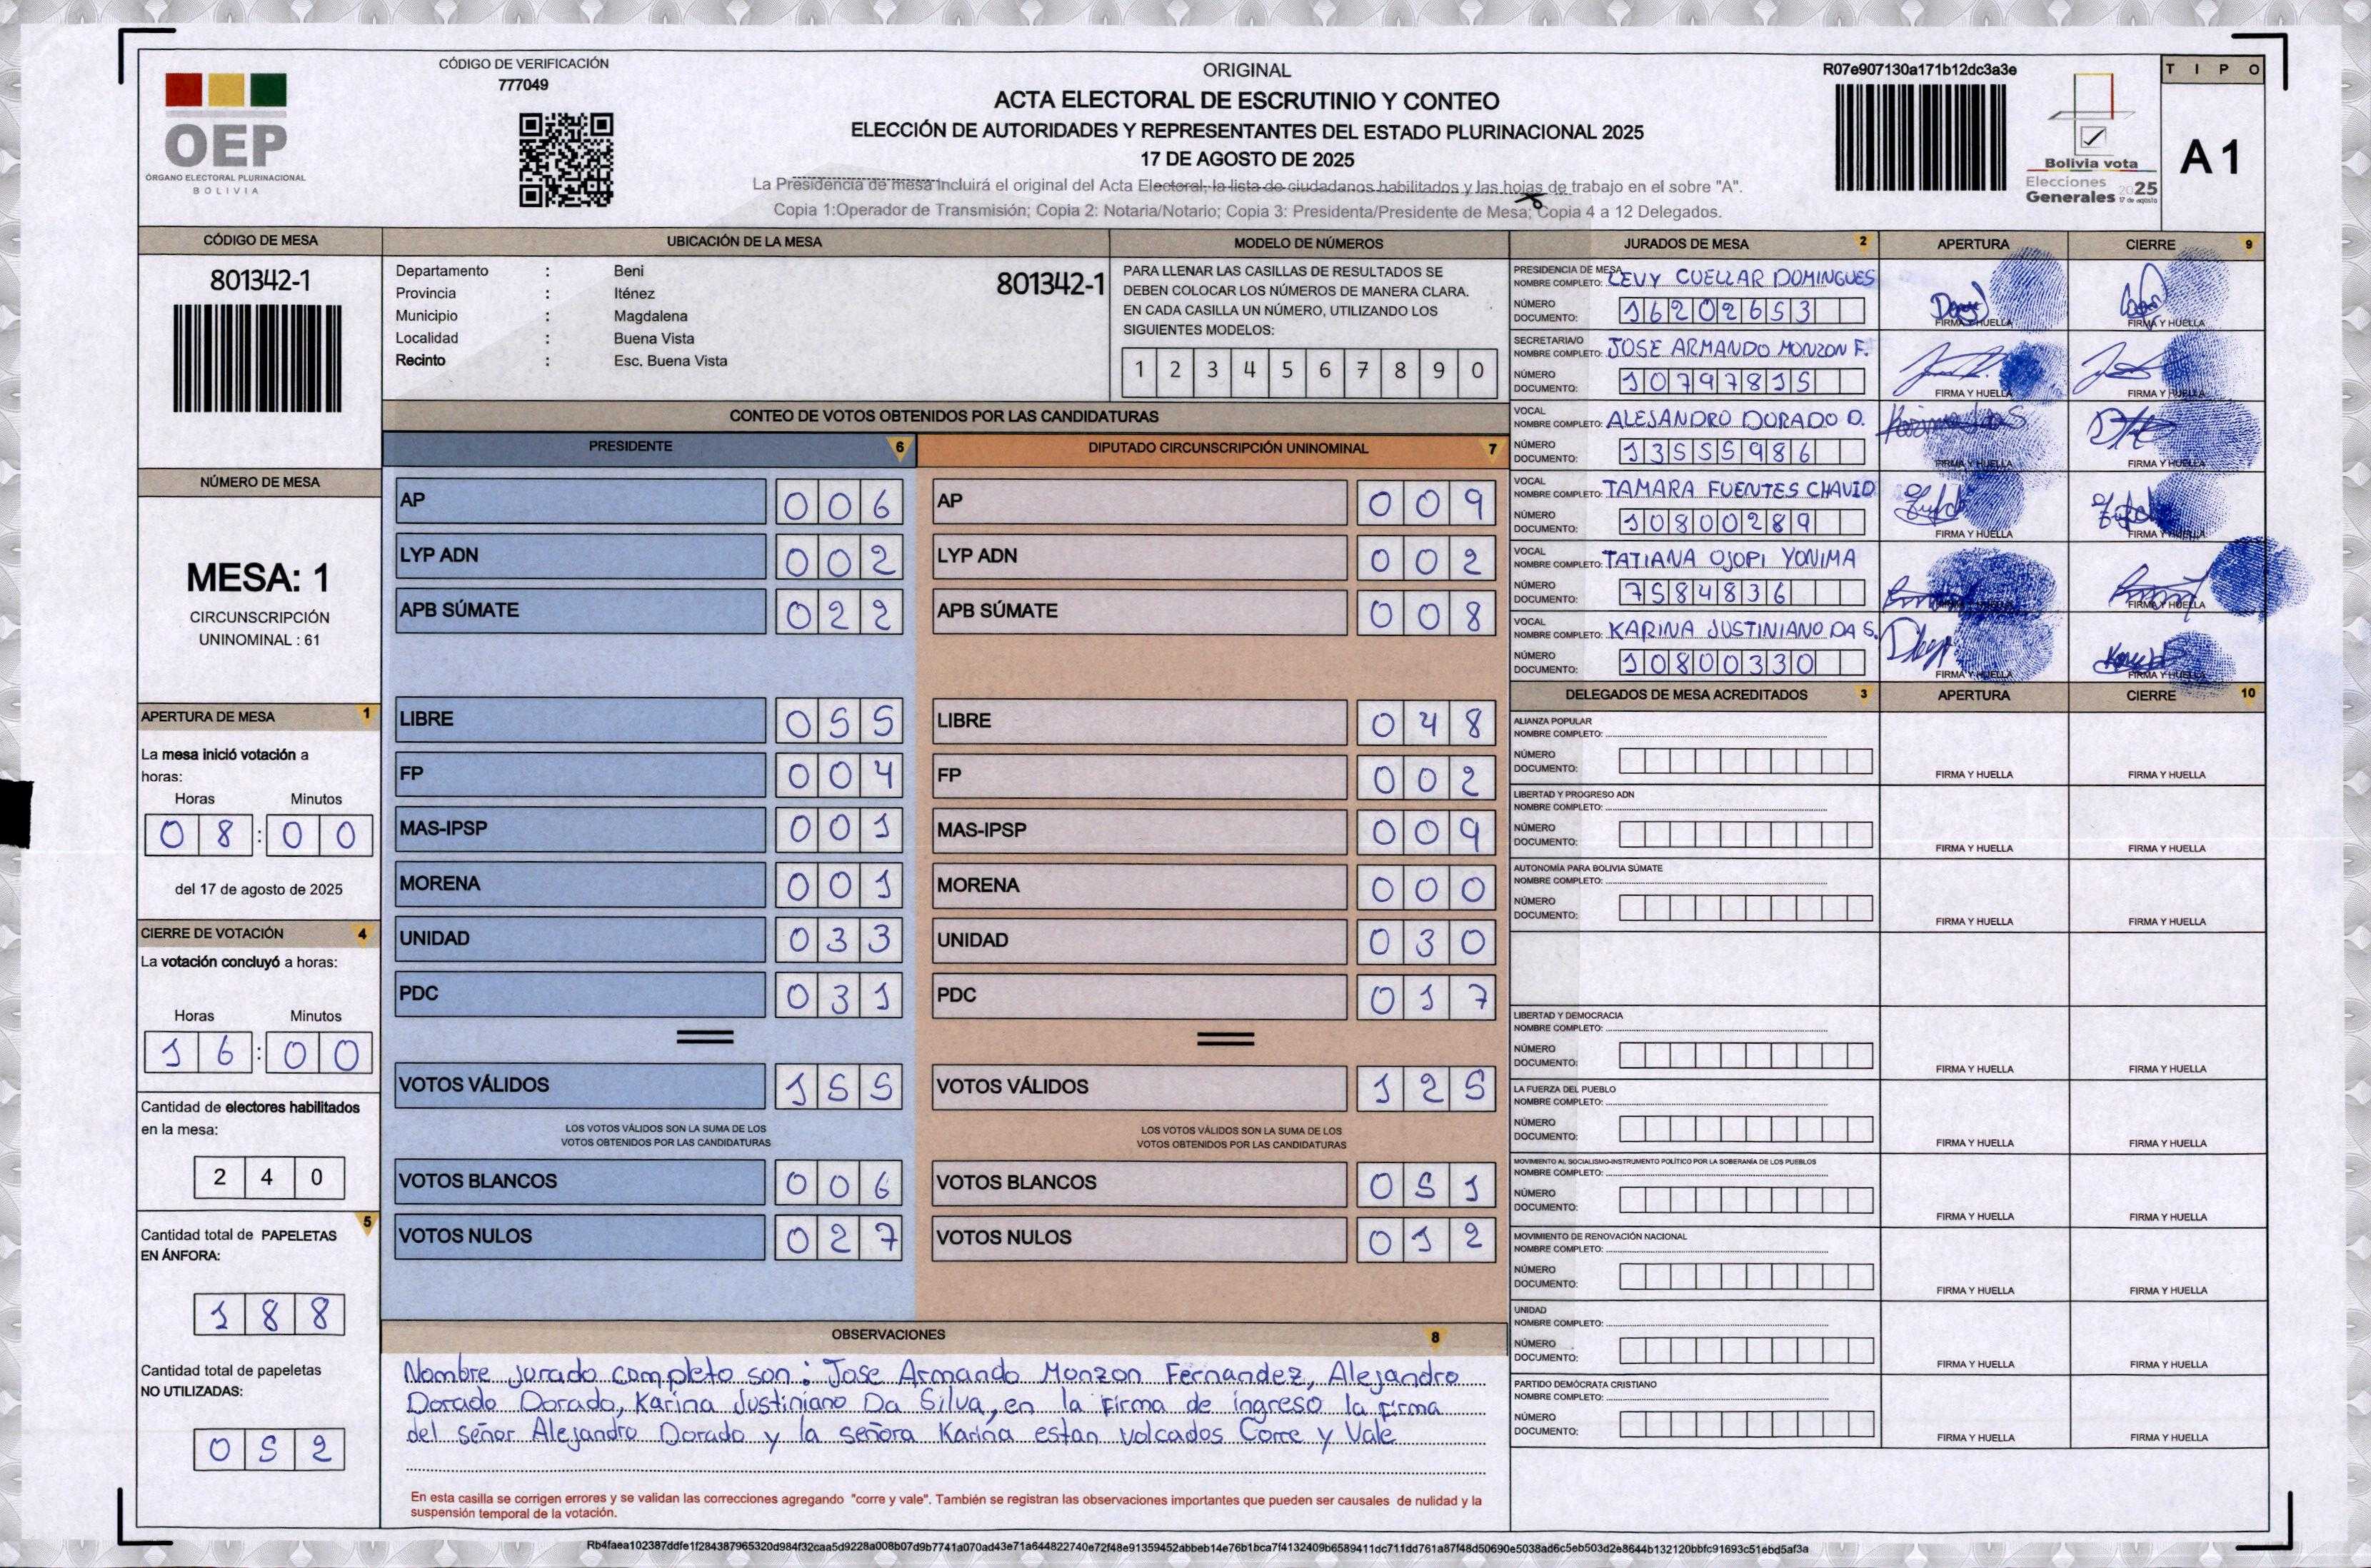 CÓDIGO DE VERIFICACIÓN
777049
OEP
ÓRGANO ELECTORAL PLURINACIONAL
BOLIVIA
ORIGINAL
ACTA ELECTORAL DE ESCRUTINIO Y CONTEO
ELECCIÓN DE AUTORIDADES Y REPRESENTANTES DEL ESTADO PLURINACIONAL 2025
17 DE AGOSTO DE 2025
La Presidencia de mesa incluirá el original del Acta Electoral, la lista de ciudadanos habilitados y las hojas de trabajo en el sobre "A".
Copia 1:Operador de Transmisión; Copia 2: Notaria/Notario; Copia 3: Presidenta/Presidente de Mesa; Copia 4 a 12 Delegados.
R07e907130a171b12dc3a3e
Bolivia vota
Elecciones
Generales 2025
17 de agosto
TIPO
A1
CÓDIGO DE MESA
801342-1
NÚMERO DE MESA
MESA: 1
CIRCUNSCRIPCIÓN
UNINOMINAL : 61
APERTURA DE MESA 1
La mesa inició votación a
horas:
Horas Minutos
08:00
del 17 de agosto de 2025
CIERRE DE VOTACIÓN 4
La votación concluyó a horas:
Horas Minutos
16:00
Cantidad de electores habilitados
en la mesa:
240
5
Cantidad total de PAPELETAS
EN ÁNFORA:
188
Cantidad total de papeletas
NO UTILIZADAS:
052
UBICACIÓN DE LA MESA
Departamento : Beni
801342-1
Provincia : Iténez
Municipio : Magdalena
Localidad : Buena Vista
Recinto : Esc. Buena Vista
MODELO DE NÚMEROS
PARA LLENAR LAS CASILLAS DE RESULTADOS SE
DEBEN COLOCAR LOS NÚMEROS DE MANERA CLARA.
EN CADA CASILLA UN NÚMERO, UTILIZANDO LOS
SIGUIENTES MODELOS:
1 2 3 4 5 6 7 8 9 0
CONTEO DE VOTOS OBTENIDOS POR LAS CANDIDATURAS
PRESIDENTE 6
AP 006
LYP ADN 002
APB SÚMATE 022
LIBRE 055
FP 004
MAS-IPSP 001
MORENA 001
UNIDAD 033
PDC 031
VOTOS VÁLIDOS 155
LOS VOTOS VÁLIDOS SON LA SUMA DE LOS
VOTOS OBTENIDOS POR LAS CANDIDATURAS
VOTOS BLANCOS 006
VOTOS NULOS 027
DIPUTADO CIRCUNSCRIPCIÓN UNINOMINAL 7
AP 009
LYP ADN 002
APB SÚMATE 008
LIBRE 048
FP 002
MAS-IPSP 009
MORENA 000
UNIDAD 030
PDC 017
VOTOS VÁLIDOS 125
LOS VOTOS VÁLIDOS SON LA SUMA DE LOS
VOTOS OBTENIDOS POR LAS CANDIDATURAS
VOTOS BLANCOS 051
VOTOS NULOS 012
OBSERVACIONES 8
Nombre jurado completo son: Jose Armando Monzon Fernandez, Alejandro
Dorado Dorado, Karina Justiniano Da Silva, en la firma de ingreso la firma
del señor Alejandro Dorado y la señora Karina estan volcados Corre y Vale
En esta casilla se corrigen errores y se validan las correcciones agregando "corre y vale". También se registran las observaciones importantes que pueden ser causales de nulidad y la
suspensión temporal de la votación.
JURADOS DE MESA 2 APERTURA CIERRE 9
PRESIDENCIA DE MESA
NOMBRE COMPLETO: LEVY CUELLAR DOMINGUES
NÚMERO
DOCUMENTO: 16202653
FIRMA Y HUELLA FIRMA Y HUELLA
SECRETARIA/O
NOMBRE COMPLETO: JOSE ARMANDO MONZON F.
NÚMERO
DOCUMENTO: 10797815
FIRMA Y HUELLA FIRMA Y HUELLA
VOCAL
NOMBRE COMPLETO: ALEJANDRO DORADO D.
NÚMERO
DOCUMENTO: 13555986
FIRMA Y HUELLA FIRMA Y HUELLA
VOCAL
NOMBRE COMPLETO: TAMARA FUENTES CHAVID
NÚMERO
DOCUMENTO: 10800289
FIRMA Y HUELLA FIRMA Y HUELLA
VOCAL
NOMBRE COMPLETO: TATIANA OJOPI YONIMA
NÚMERO
DOCUMENTO: 7584836
FIRMA Y HUELLA FIRMA Y HUELLA
VOCAL
NOMBRE COMPLETO: KARINA JUSTINIANO DA S.
NÚMERO
DOCUMENTO: 10800330
FIRMA Y HUELLA FIRMA Y HUELLA
DELEGADOS DE MESA ACREDITADOS 3 APERTURA CIERRE 10
ALIANZA POPULAR
NOMBRE COMPLETO:
NÚMERO
DOCUMENTO:
FIRMA Y HUELLA FIRMA Y HUELLA
LIBERTAD Y PROGRESO ADN
NOMBRE COMPLETO:
NÚMERO
DOCUMENTO:
FIRMA Y HUELLA FIRMA Y HUELLA
AUTONOMÍA PARA BOLIVIA SÚMATE
NOMBRE COMPLETO:
NÚMERO
DOCUMENTO:
FIRMA Y HUELLA FIRMA Y HUELLA
LIBERTAD Y DEMOCRACIA
NOMBRE COMPLETO:
NÚMERO
DOCUMENTO:
FIRMA Y HUELLA FIRMA Y HUELLA
LA FUERZA DEL PUEBLO
NOMBRE COMPLETO:
NÚMERO
DOCUMENTO:
FIRMA Y HUELLA FIRMA Y HUELLA
MOVIMIENTO AL SOCIALISMO-INSTRUMENTO POLÍTICO POR LA SOBERANÍA DE LOS PUEBLOS
NOMBRE COMPLETO:
NÚMERO
DOCUMENTO:
FIRMA Y HUELLA FIRMA Y HUELLA
MOVIMIENTO DE RENOVACIÓN NACIONAL
NOMBRE COMPLETO:
NÚMERO
DOCUMENTO:
FIRMA Y HUELLA FIRMA Y HUELLA
UNIDAD
NOMBRE COMPLETO:
NÚMERO
DOCUMENTO:
FIRMA Y HUELLA FIRMA Y HUELLA
PARTIDO DEMÓCRATA CRISTIANO
NOMBRE COMPLETO:
NÚMERO
DOCUMENTO:
FIRMA Y HUELLA FIRMA Y HUELLA